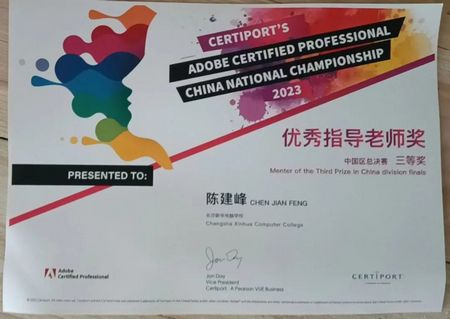 CERTIPORT'S
ADOBE CERTIFIED PROFESSIONAL
CHINA NATIONAL CHAMPIONSHIP
2023
优秀指导老师奖
中国区总决赛 三等奖
Menter of the Third Prize in China division finals
PRESENTED TO:
陈建峰 CHEN JIAN FENG
长沙新华电脑学校
Changsha Xinhua Computer College
Jon Day
Vice President
Certiport. A Pearson VUE Business
Adobe
Certified Professional
CERTIPORT